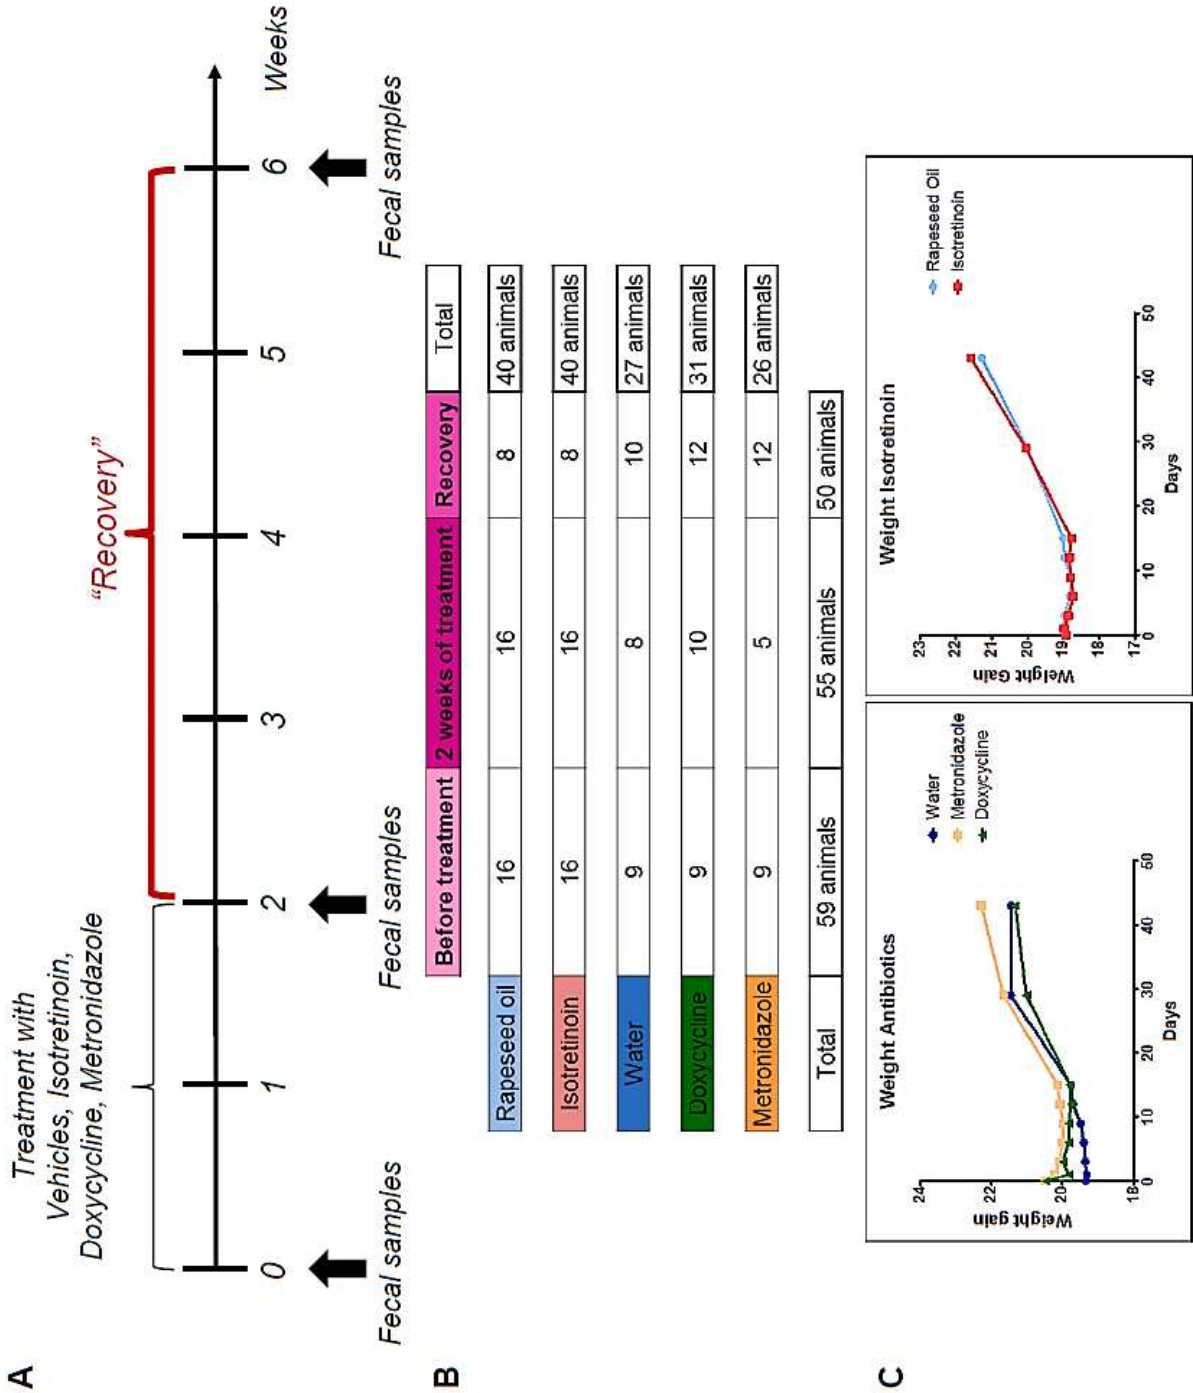 A
Treatment with
Vehicles, Isotretinoin,
Doxycycline, Metronidazole
“Recovery”
0 1 2 3 4 5 6 Weeks
Fecal samples Fecal samples Fecal samples
B
Before treatment 2 weeks of treatment Recovery Total
Rapeseed oil 16 16 8 40 animals
Isotretinoin 16 16 8 40 animals
Water 9 8 10 27 animals
Doxycycline 9 10 12 31 animals
Metronidazole 9 5 12 26 animals
Total 59 animals 55 animals 50 animals
C
Weight Antibiotics
Weight gain
24
22
20
18
0 10 20 30 40 50
Days
Water
Metronidazole
Doxycycline
Weight Isotretinoin
Weight Gain
23
22
21
20
19
18
17
0 10 20 30 40 50
Days
Rapeseed Oil
Isotretinoin